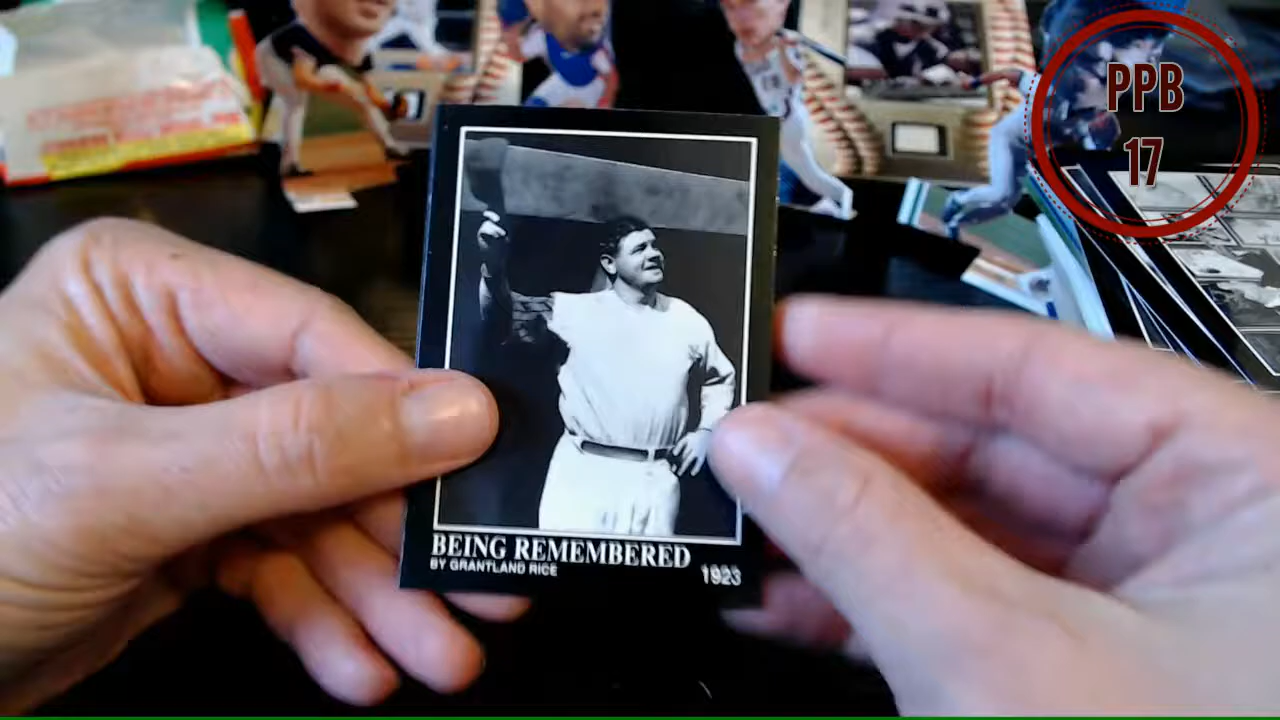 PPB
17
BEING REMEMBERED
BY GRANTLAND RICE
1923